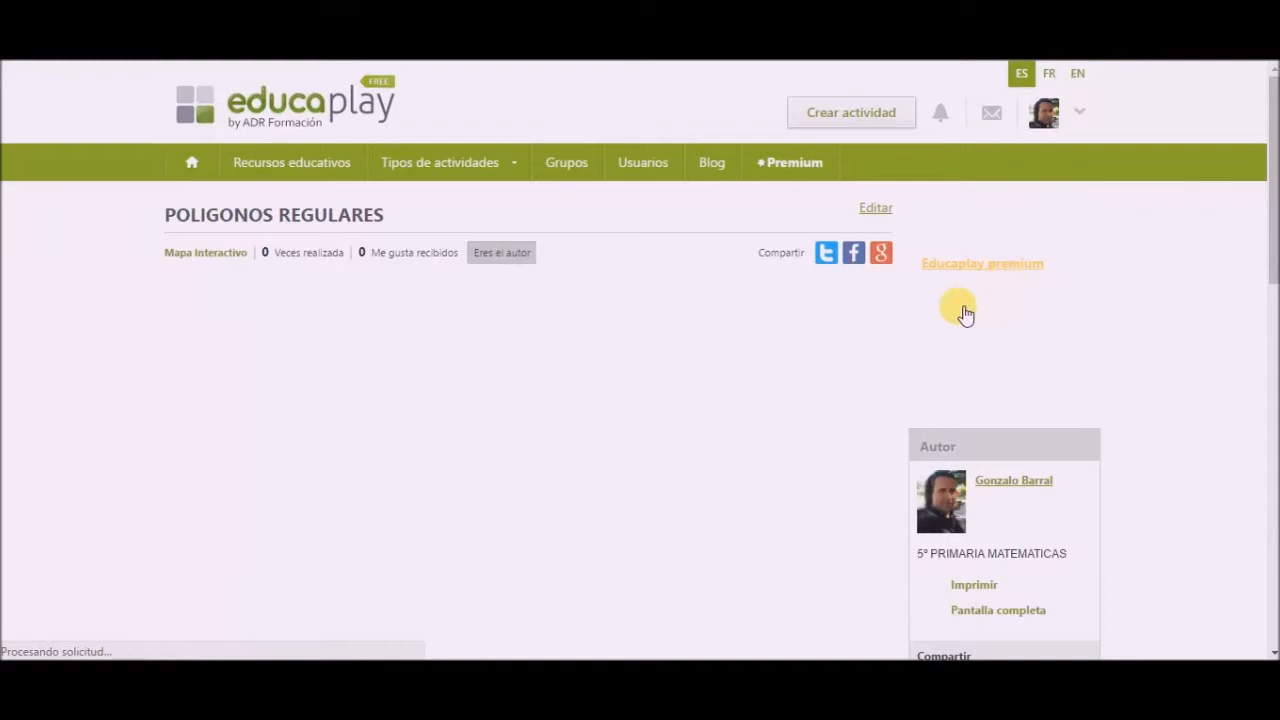 FREE
educaplay
by ADR Formación
ES FR EN
Crear actividad
Recursos educativos Tipos de actividades Grupos Usuarios Blog Premium
POLIGONOS REGULARES
Editar
Mapa Interactivo 0 Veces realizada 0 Me gusta recibidos Eres el autor
Compartir
Educaplay premium
Autor
Gonzalo Barral
5º PRIMARIA MATEMATICAS
Imprimir
Pantalla completa
Compartir
Procesando solicitud...